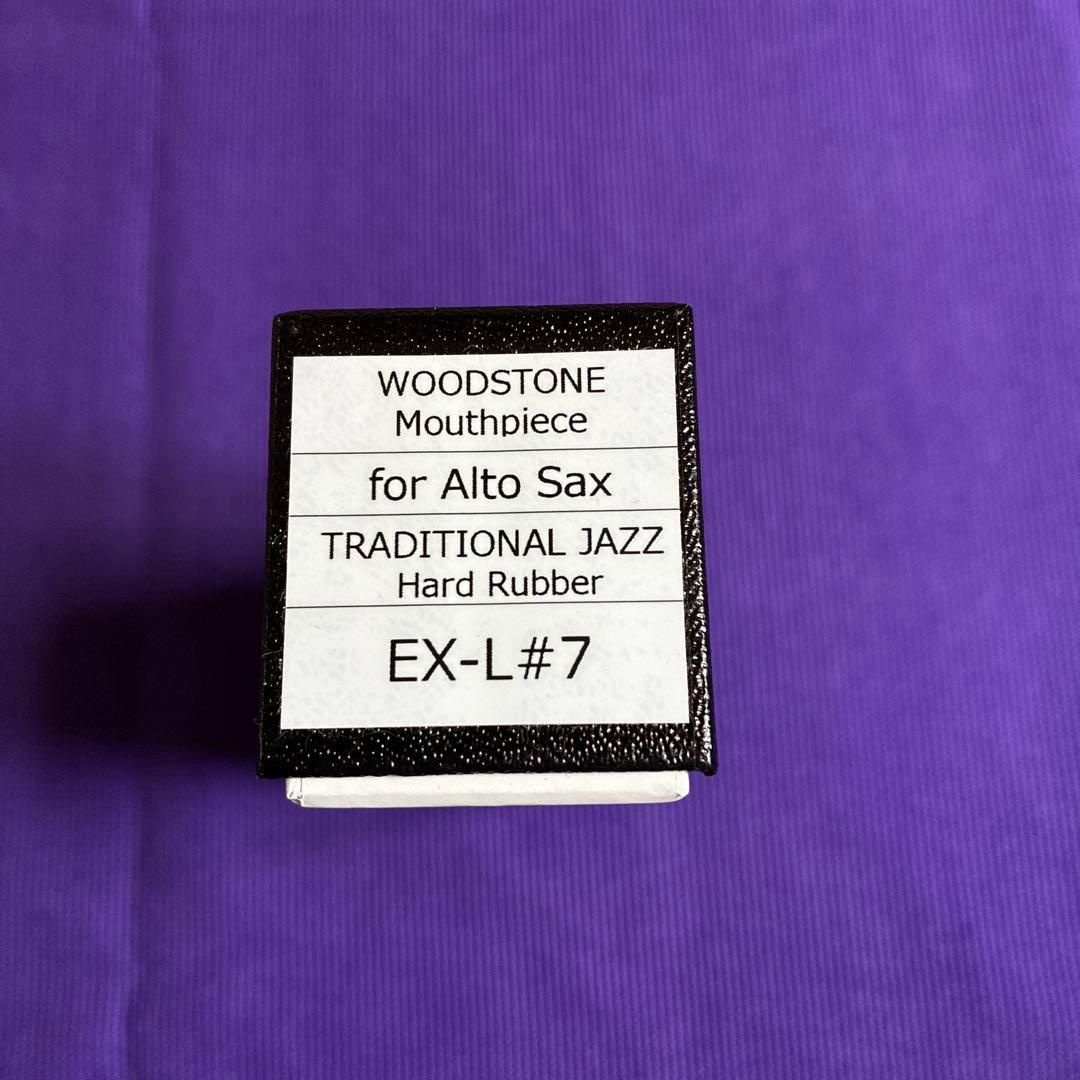 WOODSTONE
Mouthpiece
for Alto Sax
TRADITIONAL JAZZ
Hard Rubber
EX-L#7